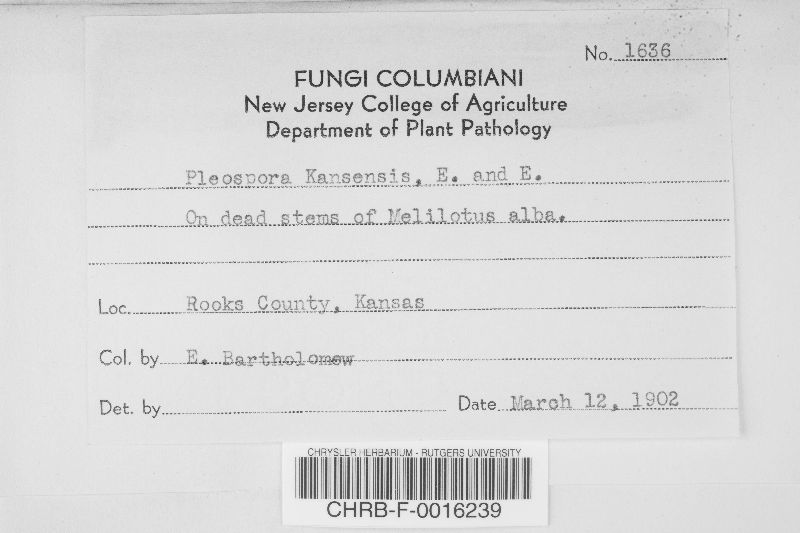 No. 1636
FUNGI COLUMBIANI
New Jersey College of Agriculture
Department of Plant Pathology
Pleospora Kansensis, E. and E.
On dead stems of Melilotus alba.
Loc. Rooks County, Kansas
Col. by E. Bartholomew
Det. by Date March 12, 1902
CHRYSLER HERBARIUM - RUTGERS UNIVERSITY
CHRB-F-0016239